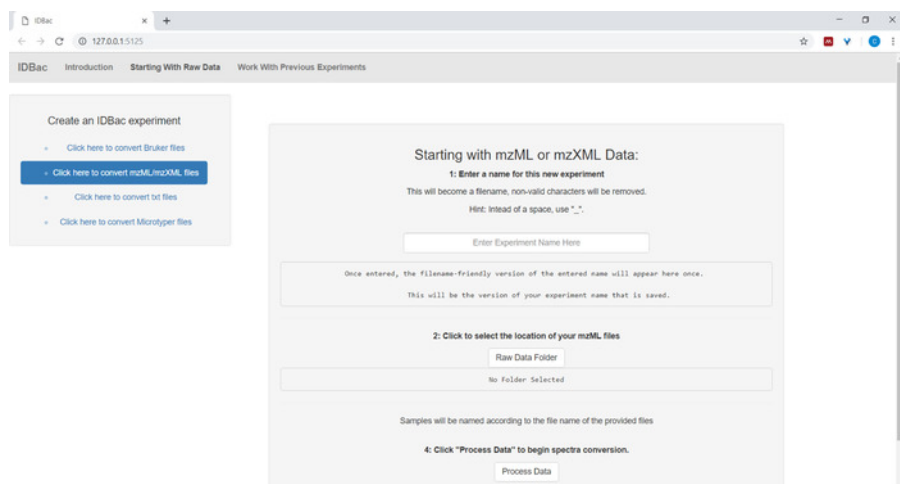 IDBac
127.0.0.1:5125
IDBac Introduction Starting With Raw Data Work With Previous Experiments
Create an IDBac experiment
Click here to convert Bruker files
Click here to convert mzML/mzXML files
Click here to convert txt files
Click here to convert Microtyper files
Starting with mzML or mzXML Data:
1: Enter a name for this new experiment
This will become a filename, non-valid characters will be removed.
Hint: Intead of a space, use "_".
Enter Experiment Name Here
Once entered, the filename-friendly version of the entered name will appear here once.
This will be the version of your experiment name that is saved.
2: Click to select the location of your mzML files
Raw Data Folder
No Folder Selected
Samples will be named according to the file name of the provided files
4: Click "Process Data" to begin spectra conversion.
Process Data